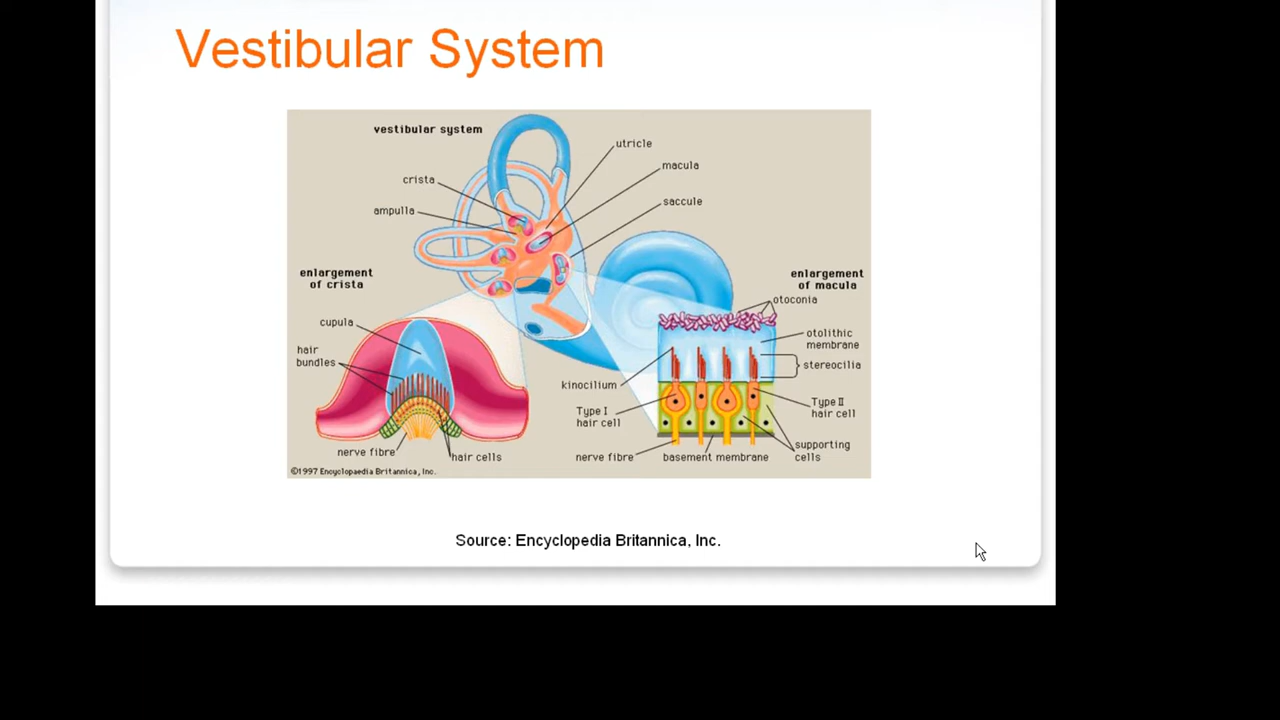 Vestibular System
vestibular system
utricle
macula
crista
saccule
ampulla
enlargement
of crista
enlargement
of macula
otoconia
cupula
otolithic
membrane
hair
bundles
stereocilia
kinocilium
Type I
hair cell
Type II
hair cell
nerve fibre
hair cells
nerve fibre
basement membrane
supporting
cells
©1997 Encyclopaedia Britannica, Inc.
Source: Encyclopedia Britannica, Inc.